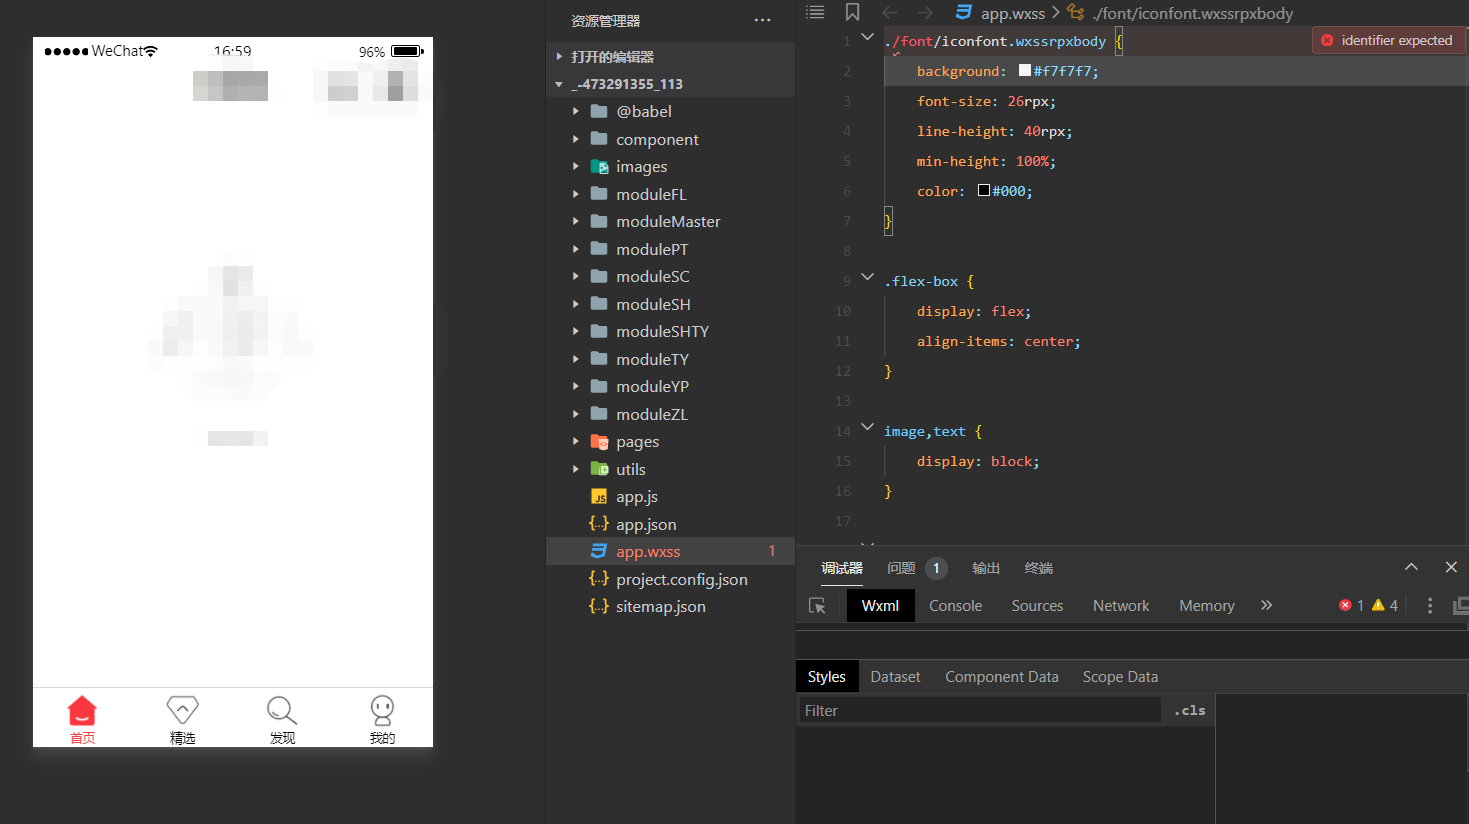 WeChat
16:59
96%
首页
精选
发现
我的
资源管理器
打开的编辑器
_-473291355_113
@babel
component
images
moduleFL
moduleMaster
modulePT
moduleSC
moduleSH
moduleSHTY
moduleTY
moduleYP
moduleZL
pages
utils
app.js
app.json
app.wxss 1
project.config.json
sitemap.json
app.wxss > ./font/iconfont.wxssrpxbody
1 ./font/iconfont.wxssrpxbody {
identifier expected
2 background: #f7f7f7;
3 font-size: 26rpx;
4 line-height: 40rpx;
5 min-height: 100%;
6 color: #000;
7 }
8
9 .flex-box {
10 display: flex;
11 align-items: center;
12 }
13
14 image,text {
15 display: block;
16 }
17
调试器 问题 1 输出 终端
Wxml Console Sources Network Memory » 1 4
Styles Dataset Component Data Scope Data
Filter .cls